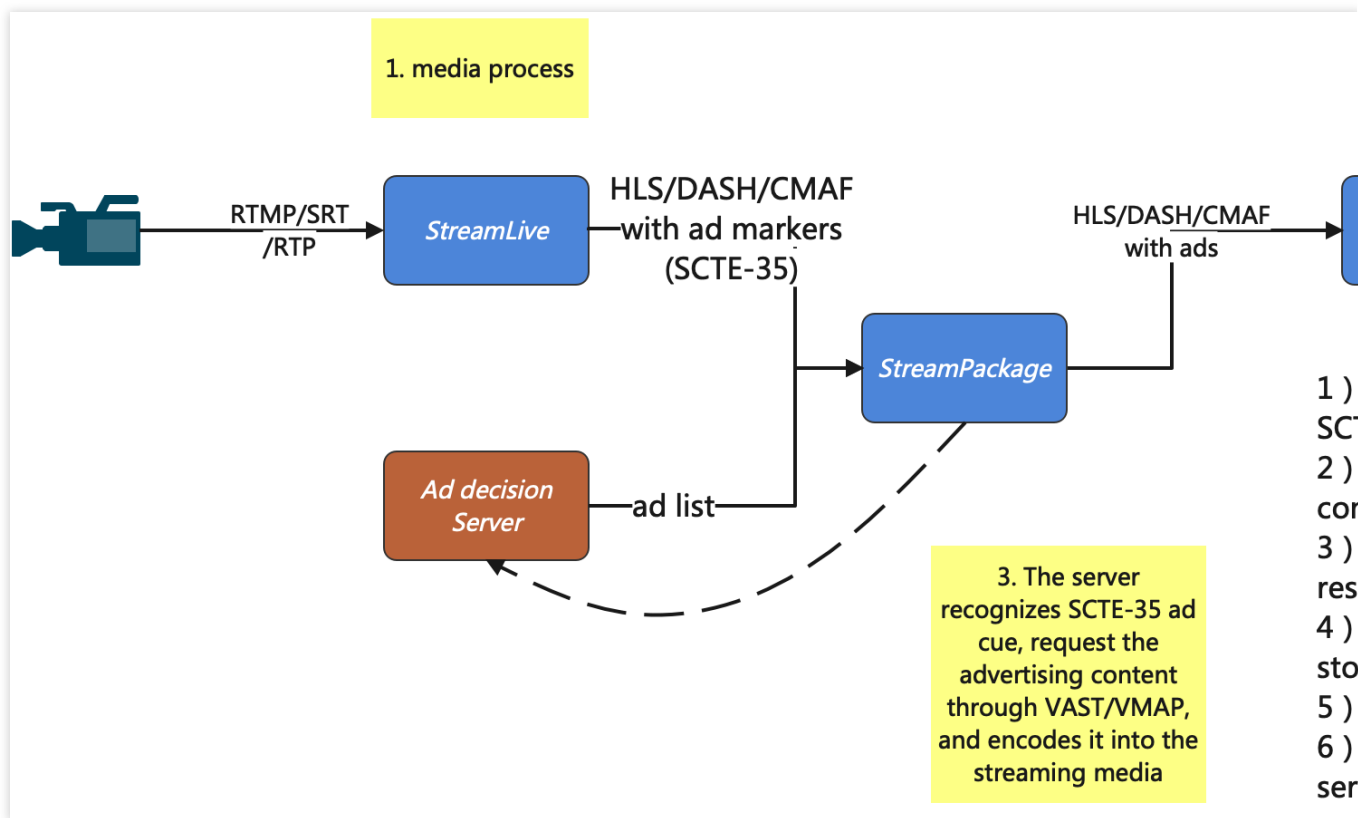 1. media process
RTMP/SRT
/RTP
StreamLive
HLS/DASH/CMAF
with ad markers
(SCTE-35)
HLS/DASH/CMAF
with ads
StreamPackage
Ad decision
Server
ad list
3. The server
recognizes SCTE-35 ad
cue, request the
advertising content
through VAST/VMAP,
and encodes it into the
streaming media
1 )
2 )
3 )
4 )
5 )
6 )